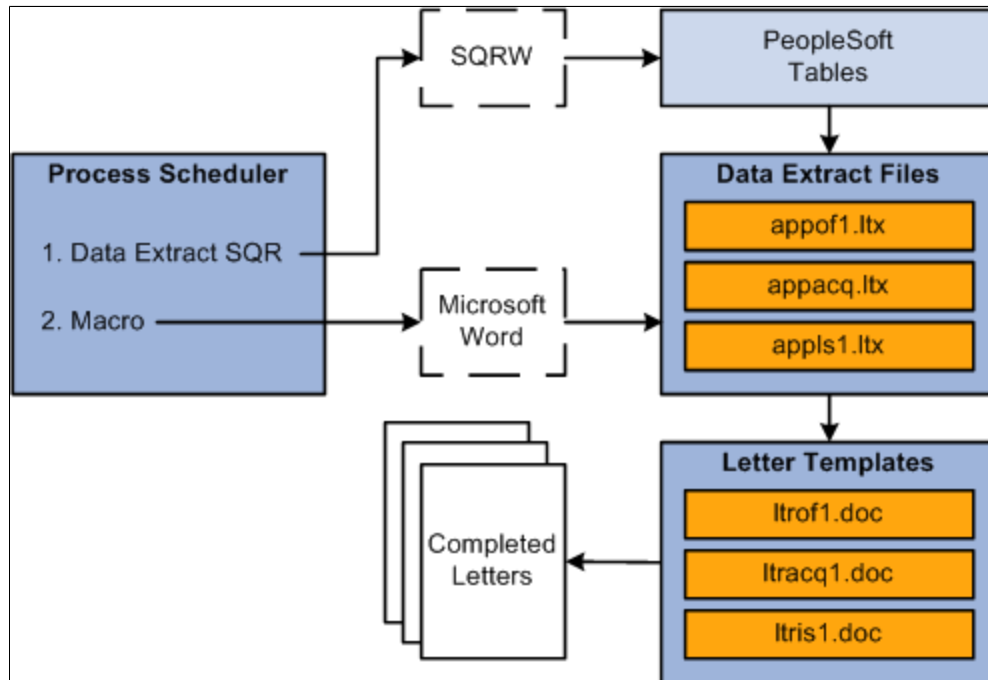 SQRW
PeopleSoft
Tables
Process Scheduler
1. Data Extract SQR
2. Macro
Microsoft
Word
Data Extract Files
appof1.ltx
appacq.ltx
appls1.ltx
Letter Templates
ltrof1.doc
ltracq1.doc
ltris1.doc
Completed
Letters